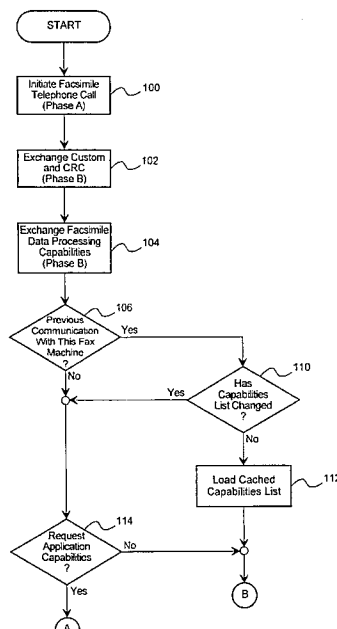 START
Initiate Facsimile
Telephone Call
(Phase A)
100
Exchange Custom
and CRC
(Phase B)
102
Exchange Facsimile
Data Processing
Capabilities
(Phase B)
104
106
Previous
Communication
With This Fax
Machine
?
Yes
No
110
Has
Capabilities
List Changed
?
Yes
No
Load Cached
Capabilities List
112
114
Request
Application
Capabilities
?
No
Yes
B
A